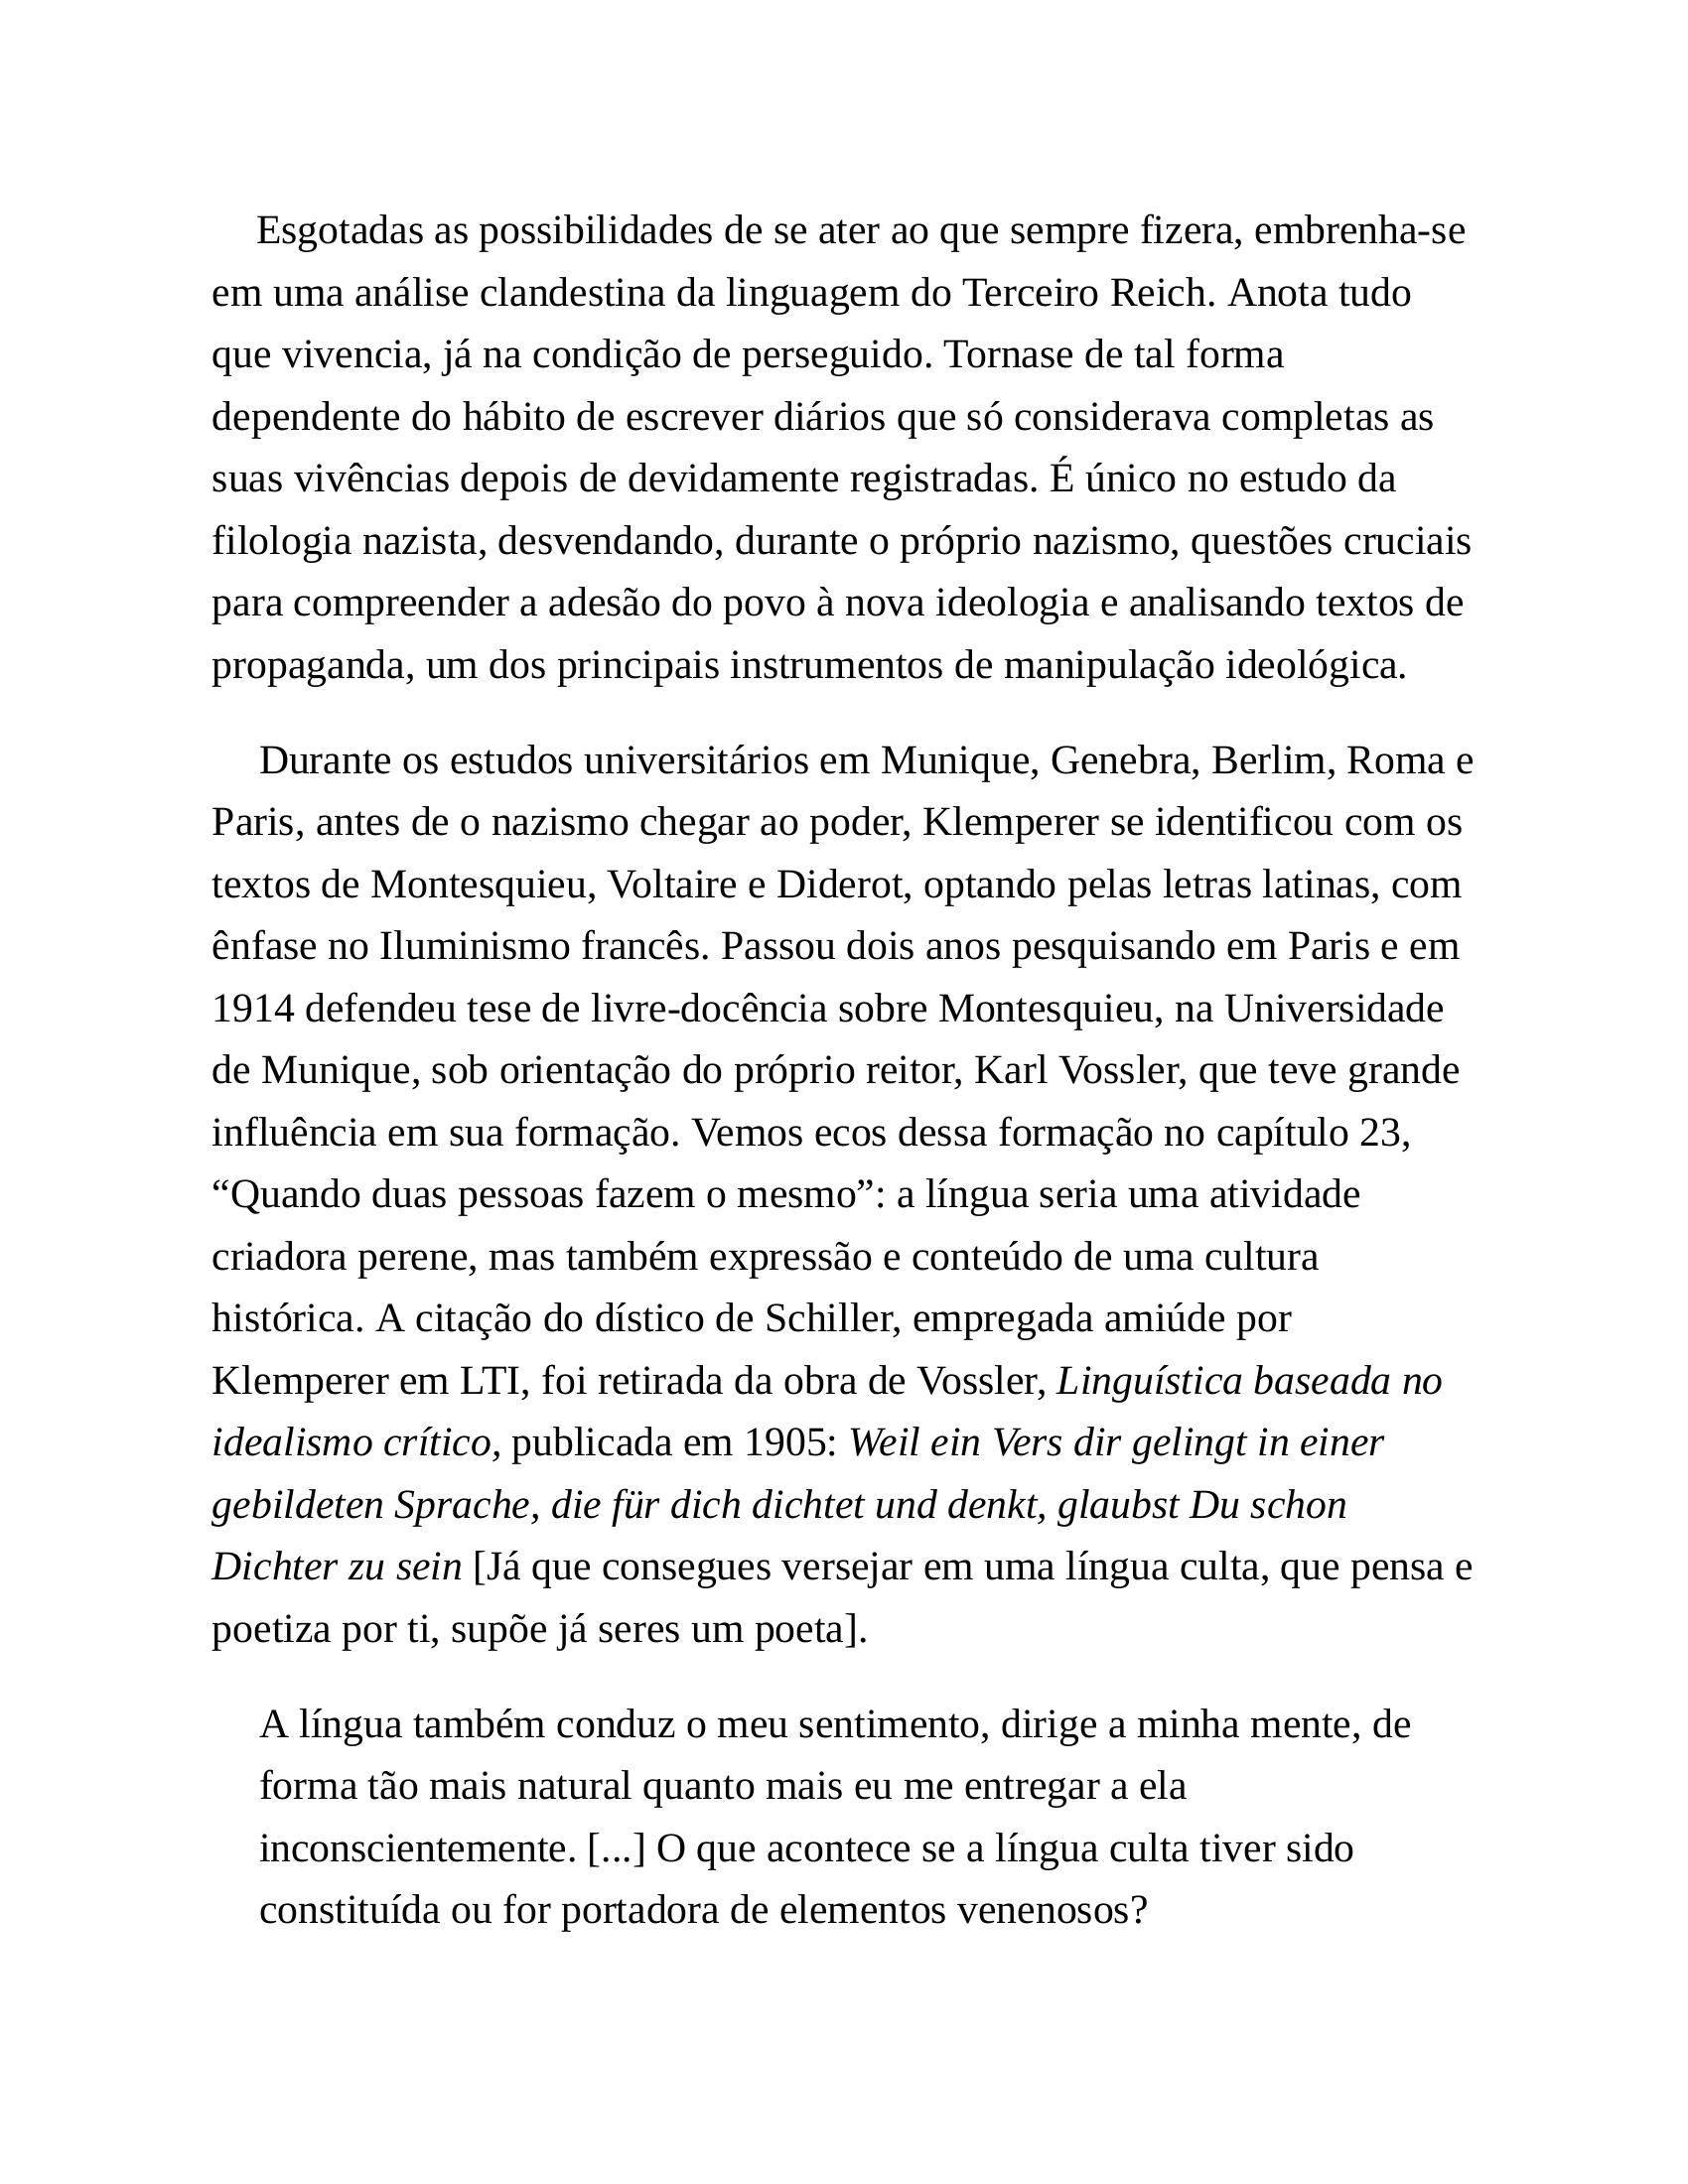 Esgotadas as possibilidades de se ater ao que sempre fizera, embrenha-se
em uma análise clandestina da linguagem do Terceiro Reich. Anota tudo
que vivencia, já na condição de perseguido. Tornase de tal forma
dependente do hábito de escrever diários que só considerava completas as
suas vivências depois de devidamente registradas. É único no estudo da
filologia nazista, desvendando, durante o próprio nazismo, questões cruciais
para compreender a adesão do povo à nova ideologia e analisando textos de
propaganda, um dos principais instrumentos de manipulação ideológica.
Durante os estudos universitários em Munique, Genebra, Berlim, Roma e
Paris, antes de o nazismo chegar ao poder, Klemperer se identificou com os
textos de Montesquieu, Voltaire e Diderot, optando pelas letras latinas, com
ênfase no Iluminismo francês. Passou dois anos pesquisando em Paris e em
1914 defendeu tese de livre-docência sobre Montesquieu, na Universidade
de Munique, sob orientação do próprio reitor, Karl Vossler, que teve grande
influência em sua formação. Vemos ecos dessa formação no capítulo 23,
“Quando duas pessoas fazem o mesmo”: a língua seria uma atividade
criadora perene, mas também expressão e conteúdo de uma cultura
histórica. A citação do dístico de Schiller, empregada amiúde por
Klemperer em LTI, foi retirada da obra de Vossler, Linguística baseada no
idealismo crítico, publicada em 1905: Weil ein Vers dir gelingt in einer
gebildeten Sprache, die für dich dichtet und denkt, glaubst Du schon
Dichter zu sein [Já que consegues versejar em uma língua culta, que pensa e
poetiza por ti, supõe já seres um poeta].
A língua também conduz o meu sentimento, dirige a minha mente, de
forma tão mais natural quanto mais eu me entregar a ela
inconscientemente. [...] O que acontece se a língua culta tiver sido
constituída ou for portadora de elementos venenosos?